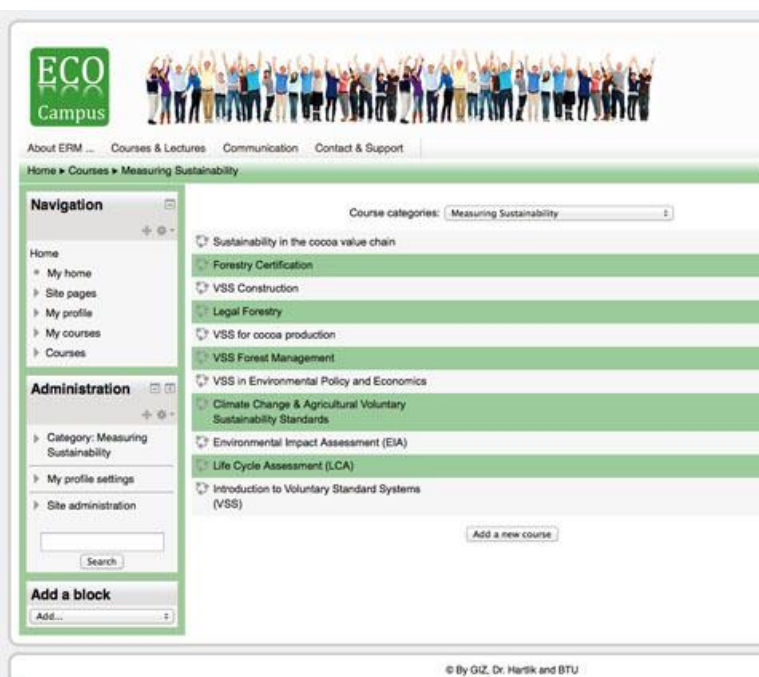 ECO
Campus
About ERM ... Courses & Lectures Communication Contact & Support
Home ▸ Courses ▸ Measuring Sustainability
Navigation
Home
My home
Site pages
My profile
My courses
Courses
Administration
Category: Measuring
Sustainability
My profile settings
Site administration
Search
Add a block
Add...
Course categories: Measuring Sustainability
Sustainability in the cocoa value chain
Forestry Certification
VSS Construction
Legal Forestry
VSS for cocoa production
VSS Forest Management
VSS in Environmental Policy and Economics
Climate Change & Agricultural Voluntary
Sustainability Standards
Environmental Impact Assessment (EIA)
Life Cycle Assessment (LCA)
Introduction to Voluntary Standard Systems
(VSS)
Add a new course
© By GIZ, Dr. Hartlik and BTU